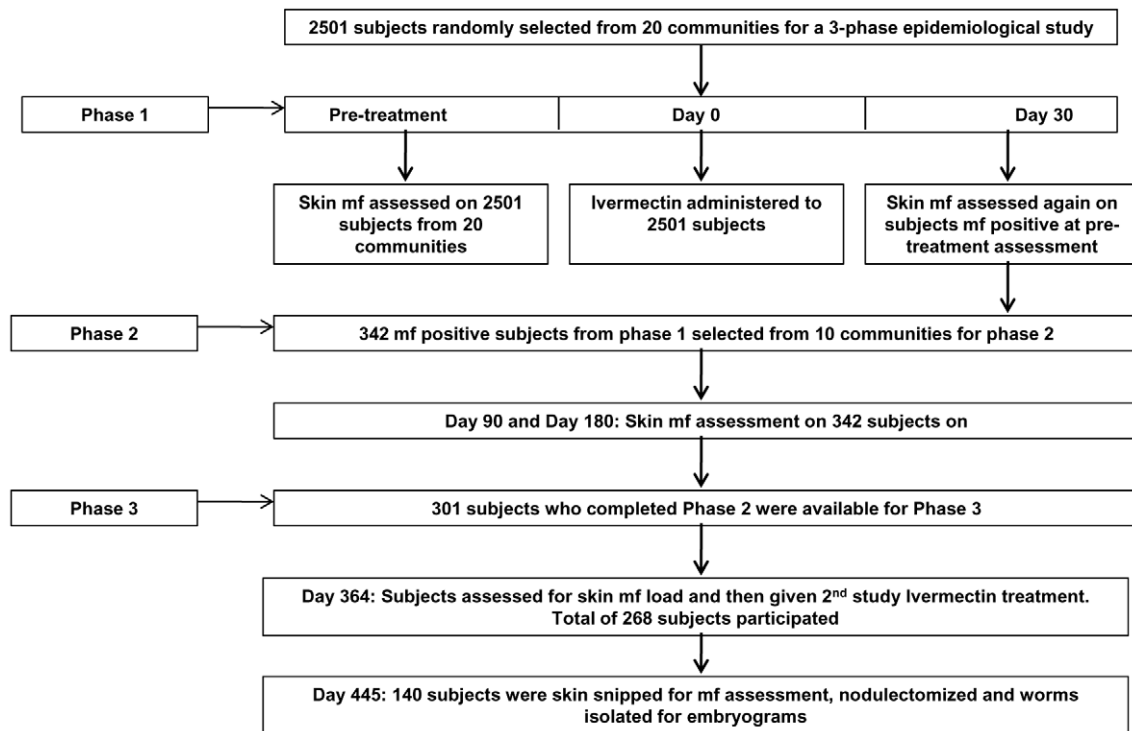 2501 subjects randomly selected from 20 communities for a 3-phase epidemiological study
Phase 1
Pre-treatment
Day 0
Day 30
Skin mf assessed on 2501
subjects from 20
communities
Ivermectin administered to
2501 subjects
Skin mf assessed again on
subjects mf positive at pre-
treatment assessment
Phase 2
342 mf positive subjects from phase 1 selected from 10 communities for phase 2
Day 90 and Day 180: Skin mf assessment on 342 subjects on
Phase 3
301 subjects who completed Phase 2 were available for Phase 3
Day 364: Subjects assessed for skin mf load and then given 2nd study Ivermectin treatment.
Total of 268 subjects participated
Day 445: 140 subjects were skin snipped for mf assessment, nodulectomized and worms
isolated for embryograms